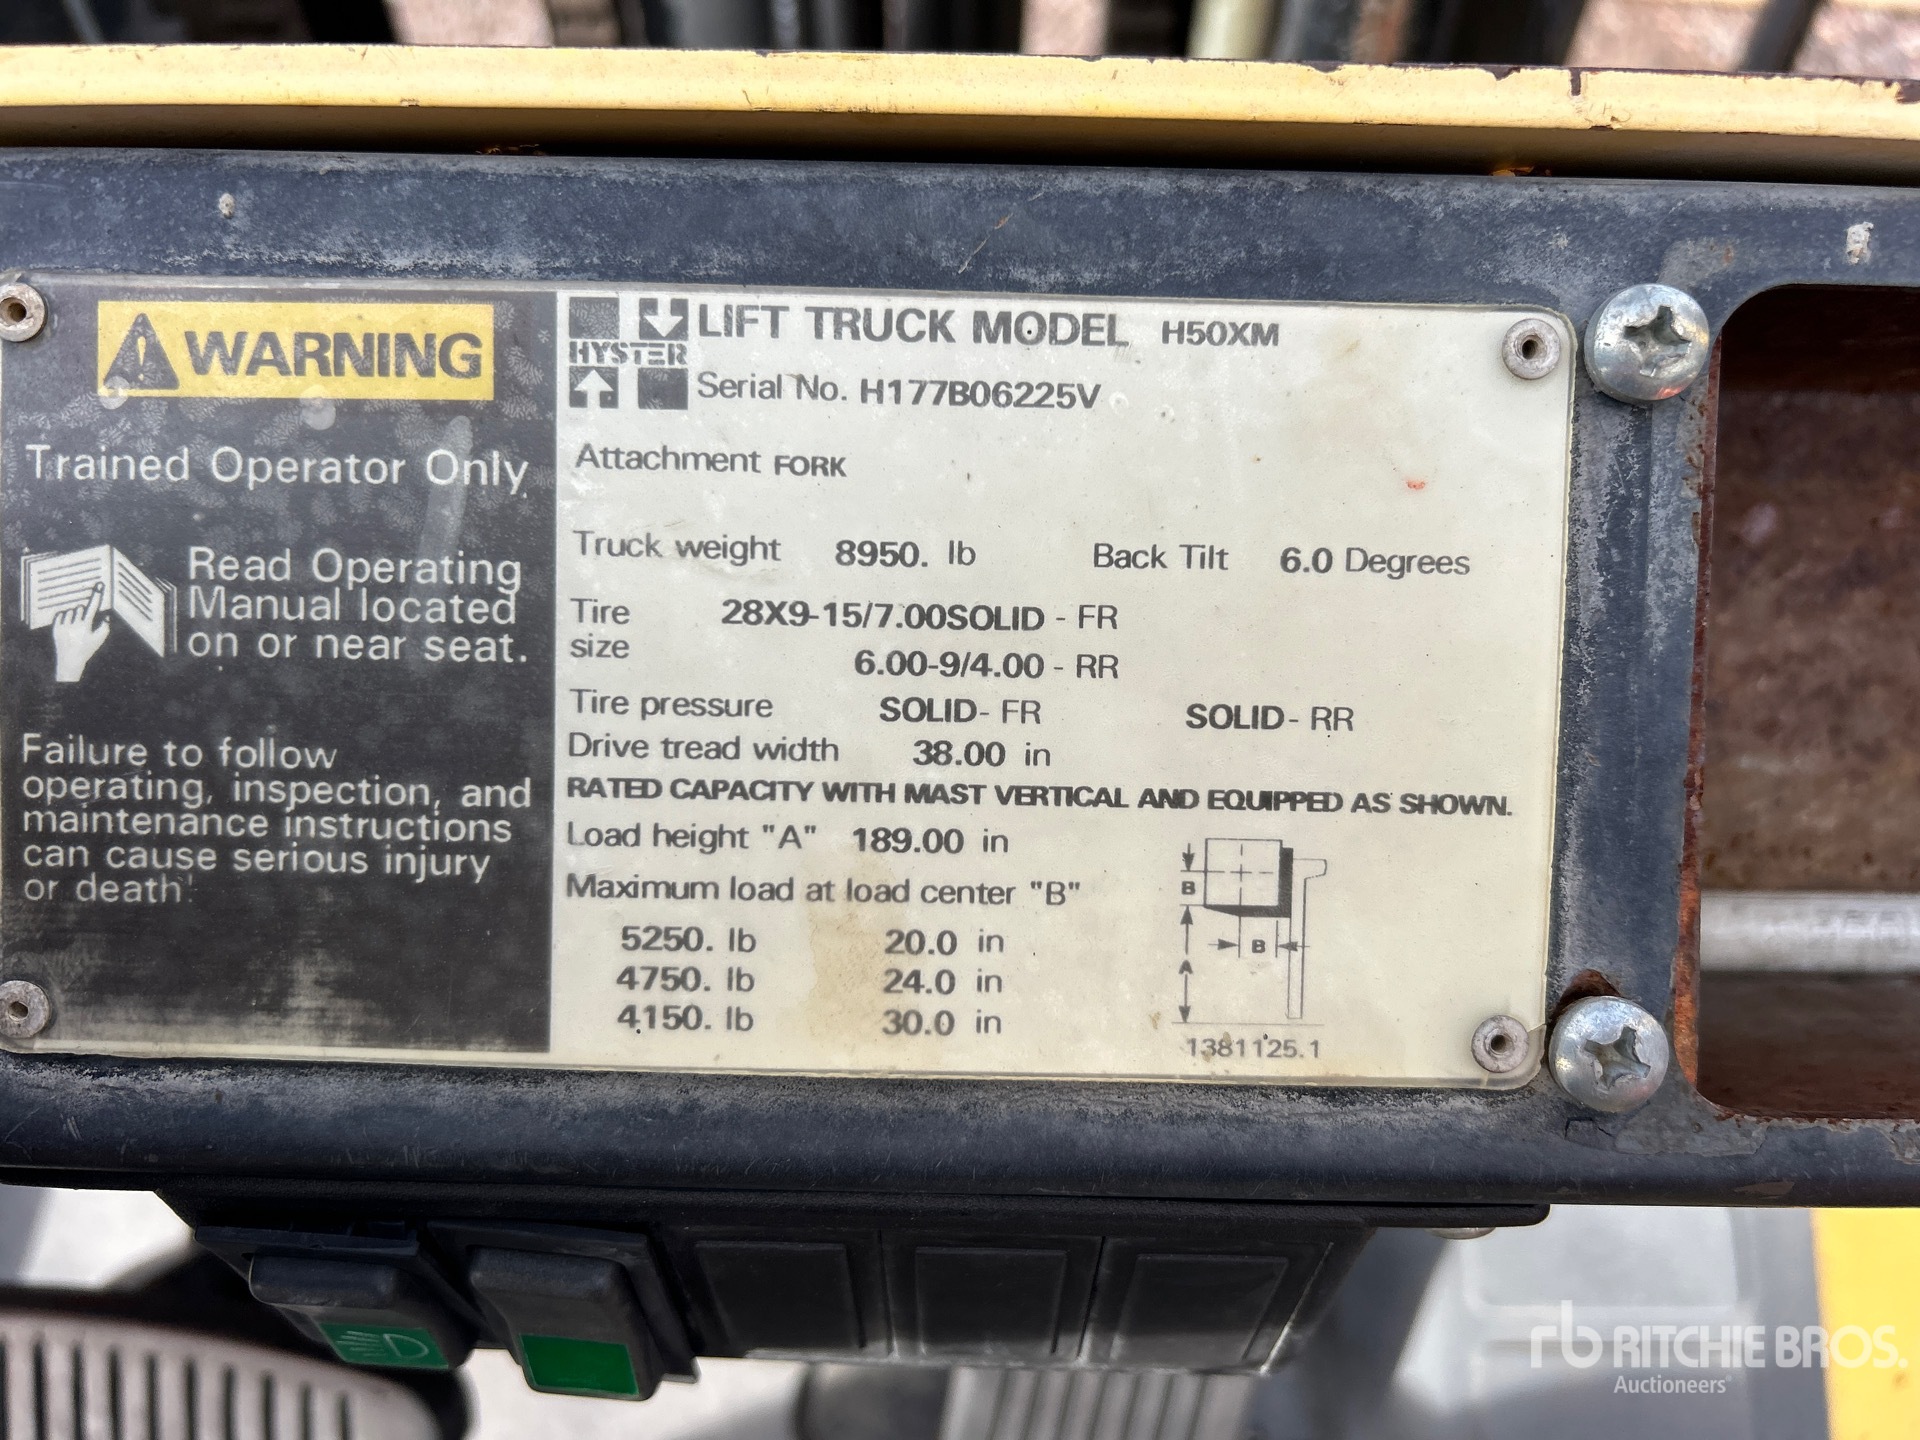 WARNING
Trained Operator Only
Read Operating
Manual located
on or near seat.
Failure to follow
operating, inspection, and
maintenance instructions
can cause serious injury
or death!
HYSTER
LIFT TRUCK MODEL H50XM
Serial No. H177B06225V
Attachment FORK
Truck weight 8950. lb Back Tilt 6.0 Degrees
Tire size 28X9-15/7.00SOLID - FR
6.00-9/4.00 - RR
Tire pressure SOLID- FR SOLID- RR
Drive tread width 38.00 in
RATED CAPACITY WITH MAST VERTICAL AND EQUIPPED AS SHOWN.
Load height "A" 189.00 in
Maximum load at load center "B"
5250. lb 20.0 in
4750. lb 24.0 in
4150. lb 30.0 in
B
B
A
1381125.1
rb RITCHIE BROS.
Auctioneers